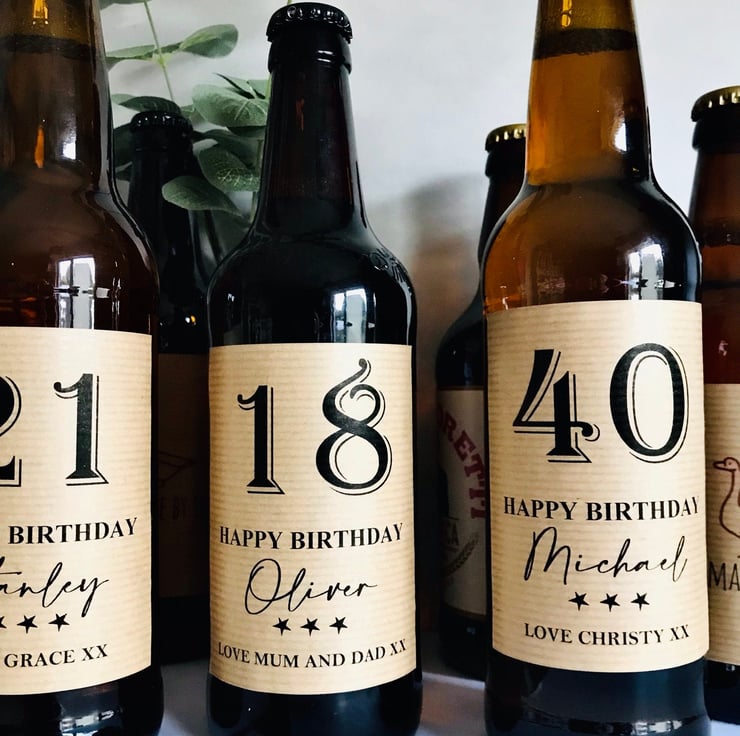 21
BIRTHDAY
GRACE XX
18
HAPPY BIRTHDAY
Oliver
LOVE MUM AND DAD XX
40
HAPPY BIRTHDAY
Michael
LOVE CHRISTY XX